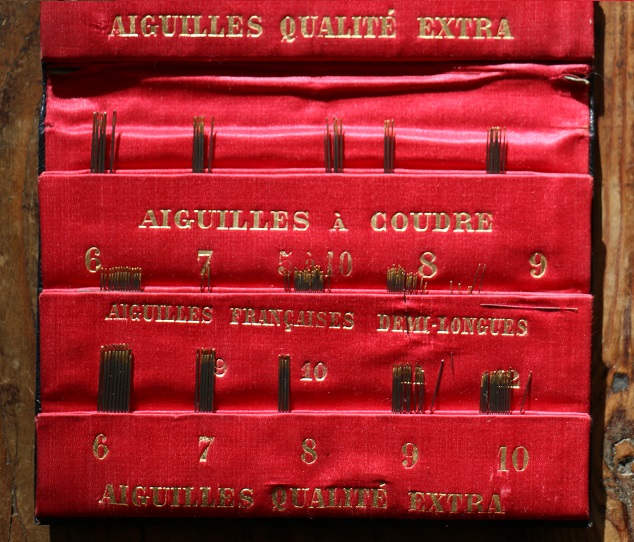 AIGUILLES QUALITÉ EXTRA
AIGUILLES À COUDRE
6 7 5 à 10 8 9
AIGUILLES FRANÇAISES DEMI-LONGUES
9 10
6 7 8 9 10
AIGUILLES QUALITÉ EXTRA